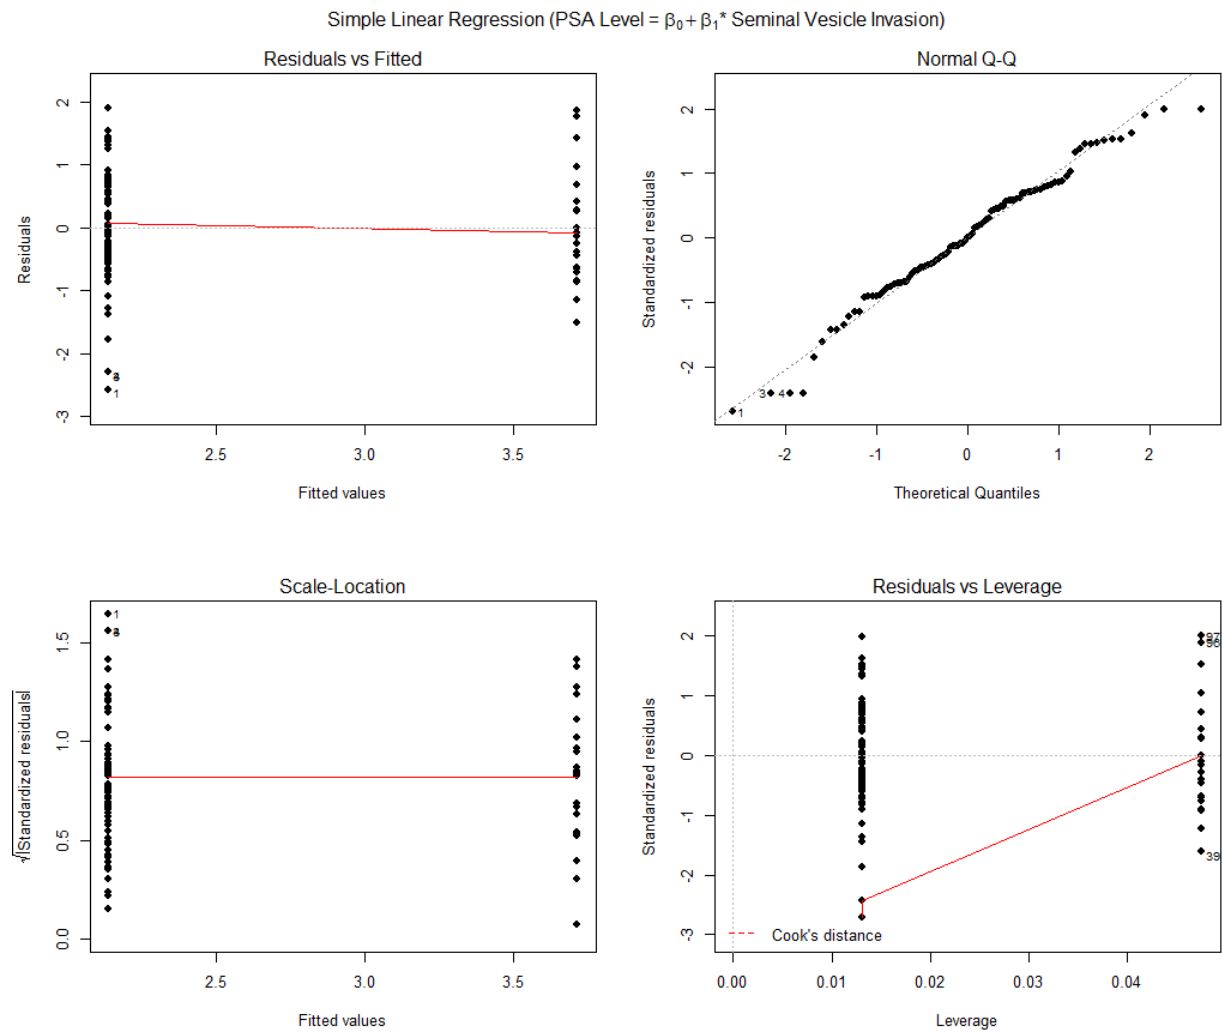 Simple Linear Regression (PSA Level = β₀ + β₁* Seminal Vesicle Invasion)
Residuals vs Fitted
Residuals
2
1
0
-1
-2
-3
1
2.5 3.0 3.5
Fitted values
Normal Q-Q
Standardized residuals
2
1
0
-1
-2
3 4
1
-2 -1 0 1 2
Theoretical Quantiles
Scale-Location
√|Standardized residuals|
1.5
1.0
0.5
0.0
1
2.5 3.0 3.5
Fitted values
Residuals vs Leverage
Standardized residuals
2
1
0
-1
-2
-3
97
96
39
Cook's distance
0.00 0.01 0.02 0.03 0.04
Leverage